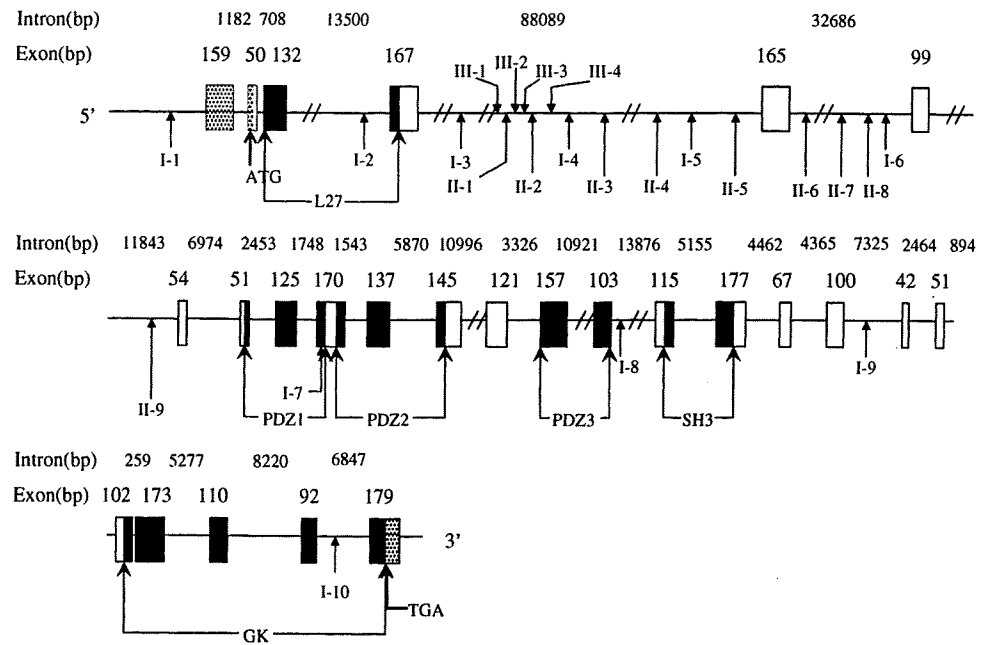 Intron(bp) 1182 708 13500 88089 32686
Exon(bp) 159 50 132 167 165 99
III-1 III-2 III-3 III-4
5’
I-1 ATG I-2 I-3 II-1 II-2 I-4 II-3 II-4 I-5 II-5 II-6 II-7 II-8 I-6
L27
Intron(bp) 11843 6974 2453 1748 1543 5870 10996 3326 10921 13876 5155 4462 4365 7325 2464 894
Exon(bp) 54 51 125 170 137 145 121 157 103 115 177 67 100 42 51
II-9 I-7 I-8 I-9
PDZ1 PDZ2 PDZ3 SH3
Intron(bp) 259 5277 8220 6847
Exon(bp) 102 173 110 92 179
3’
I-10
TGA
GK